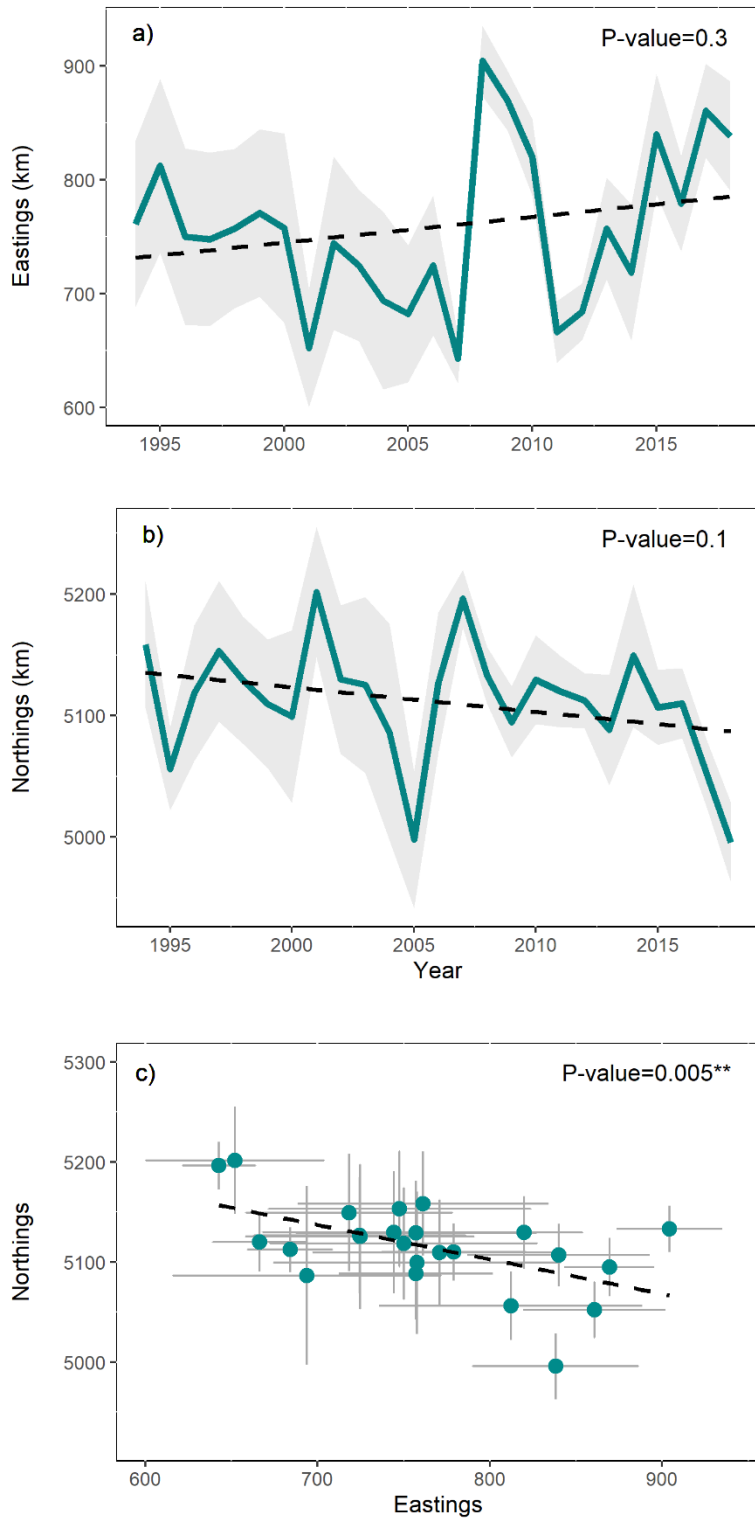 a)
P-value=0.3
Eastings (km)
900
800
700
600
1995 2000 2005 2010 2015
b)
P-value=0.1
Northings (km)
5200
5100
5000
1995 2000 2005 2010 2015
Year
c)
P-value=0.005**
Northings
5300
5200
5100
5000
600 700 800 900
Eastings